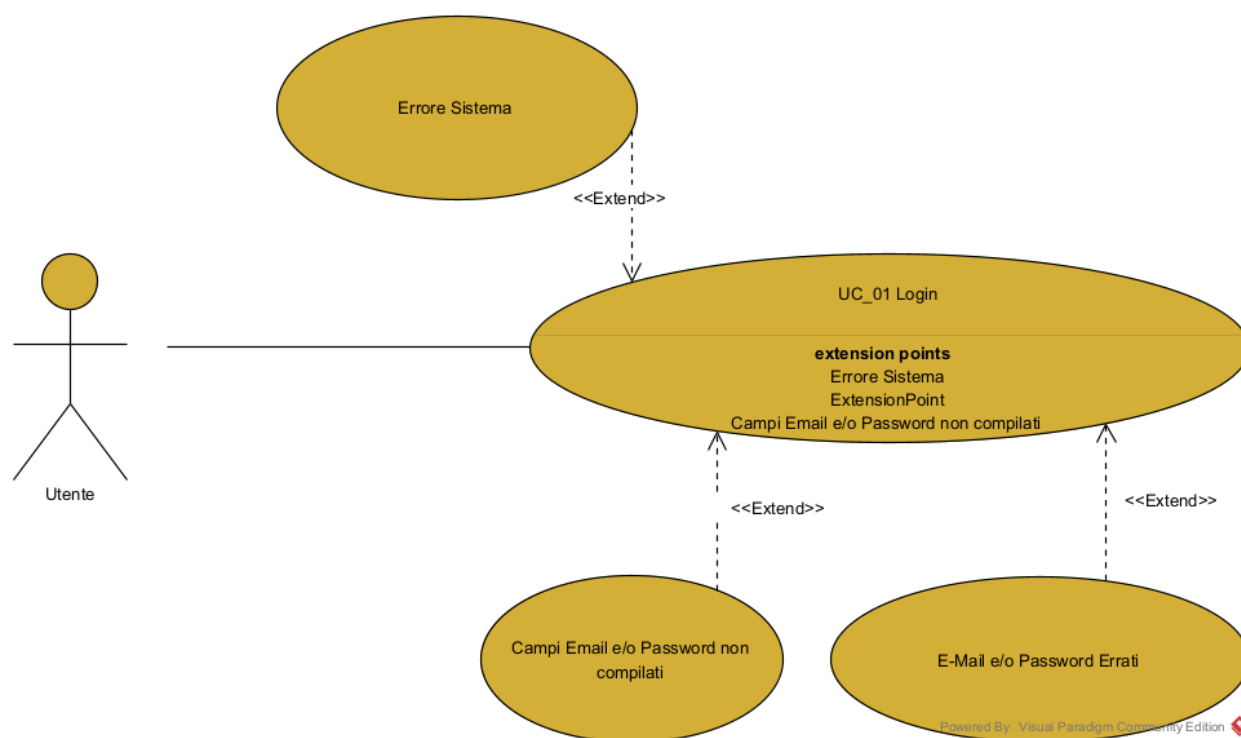 Errore Sistema
<<Extend>>
UC_01 Login
extension points
Errore Sistema
ExtensionPoint
Campi Email e/o Password non compilati
Utente
<<Extend>>
<<Extend>>
Campi Email e/o Password non
compilati
E-Mail e/o Password Errati
Powered By Visual Paradigm Community Edition